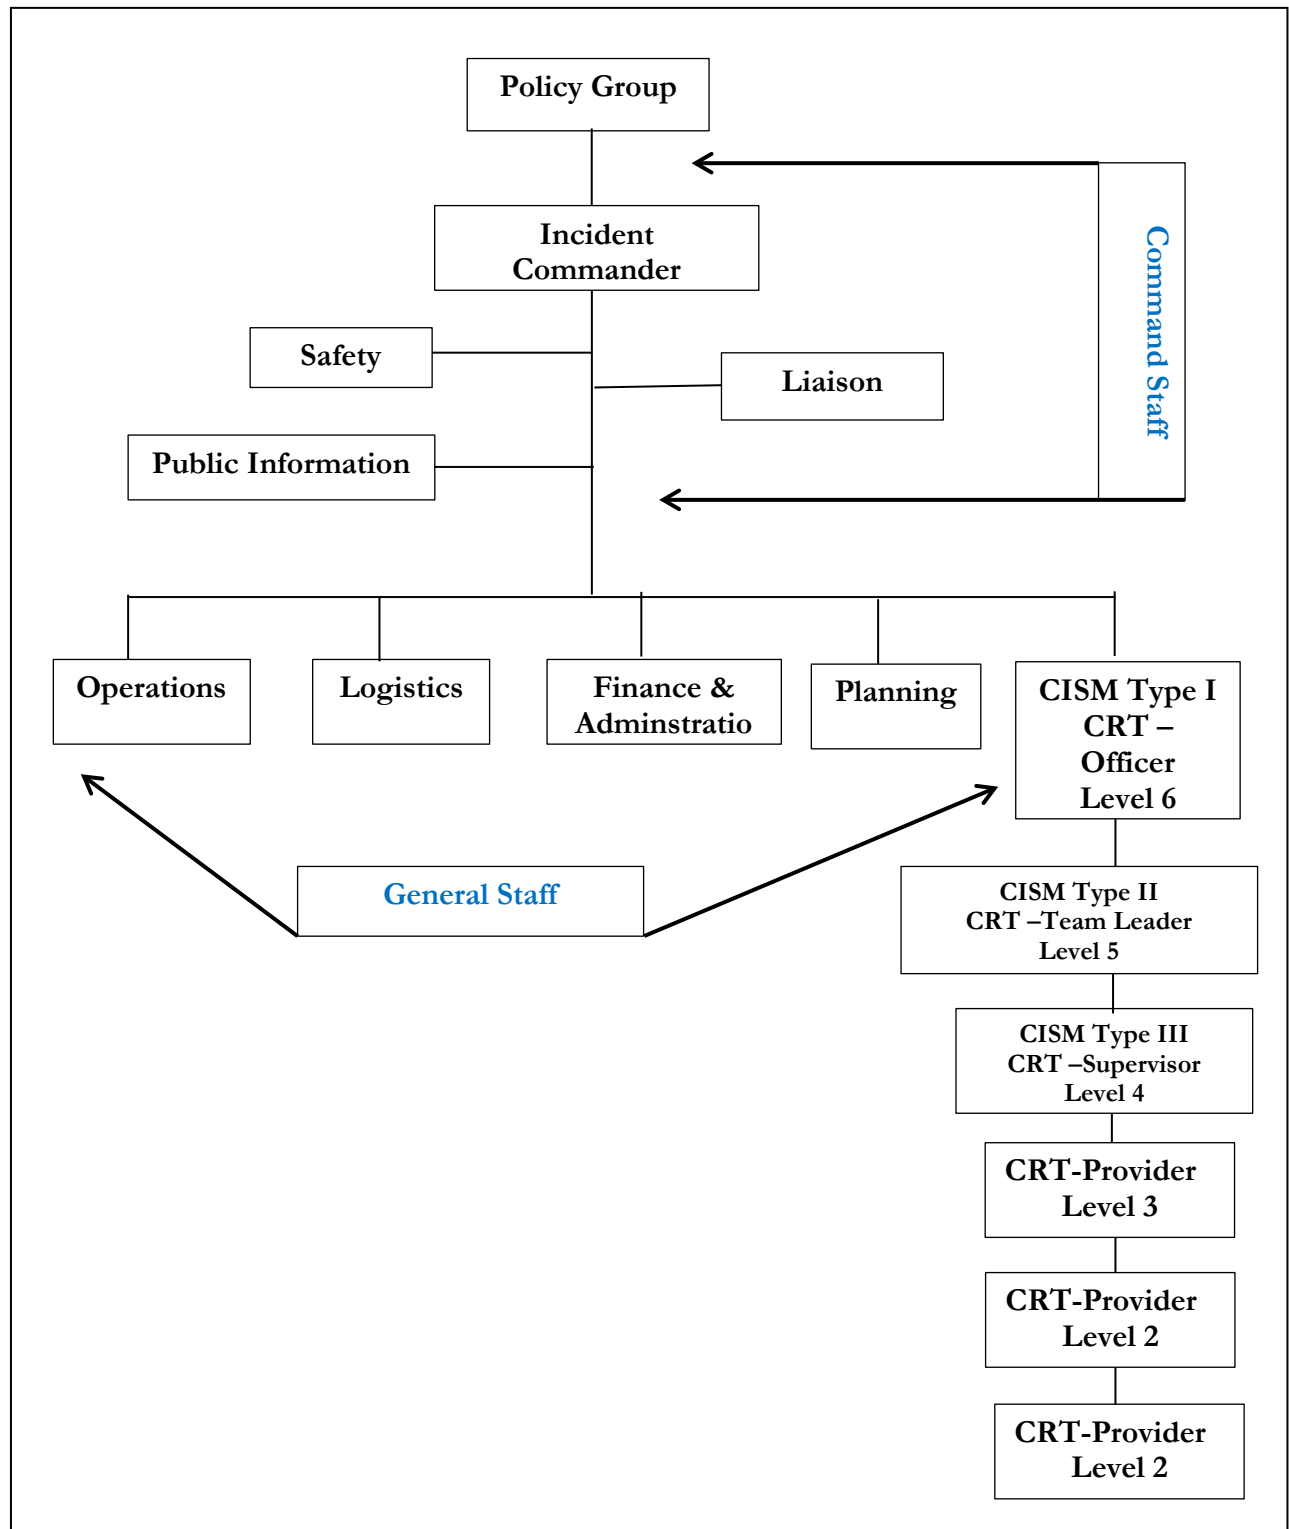 Policy Group
Incident
Commander
Command Staff
Safety
Liaison
Public Information
Operations
Logistics
Finance &
Adminstratio
Planning
CISM Type I
CRT –
Officer
Level 6
General Staff
CISM Type II
CRT –Team Leader
Level 5
CISM Type III
CRT –Supervisor
Level 4
CRT-Provider
Level 3
CRT-Provider
Level 2
CRT-Provider
Level 2